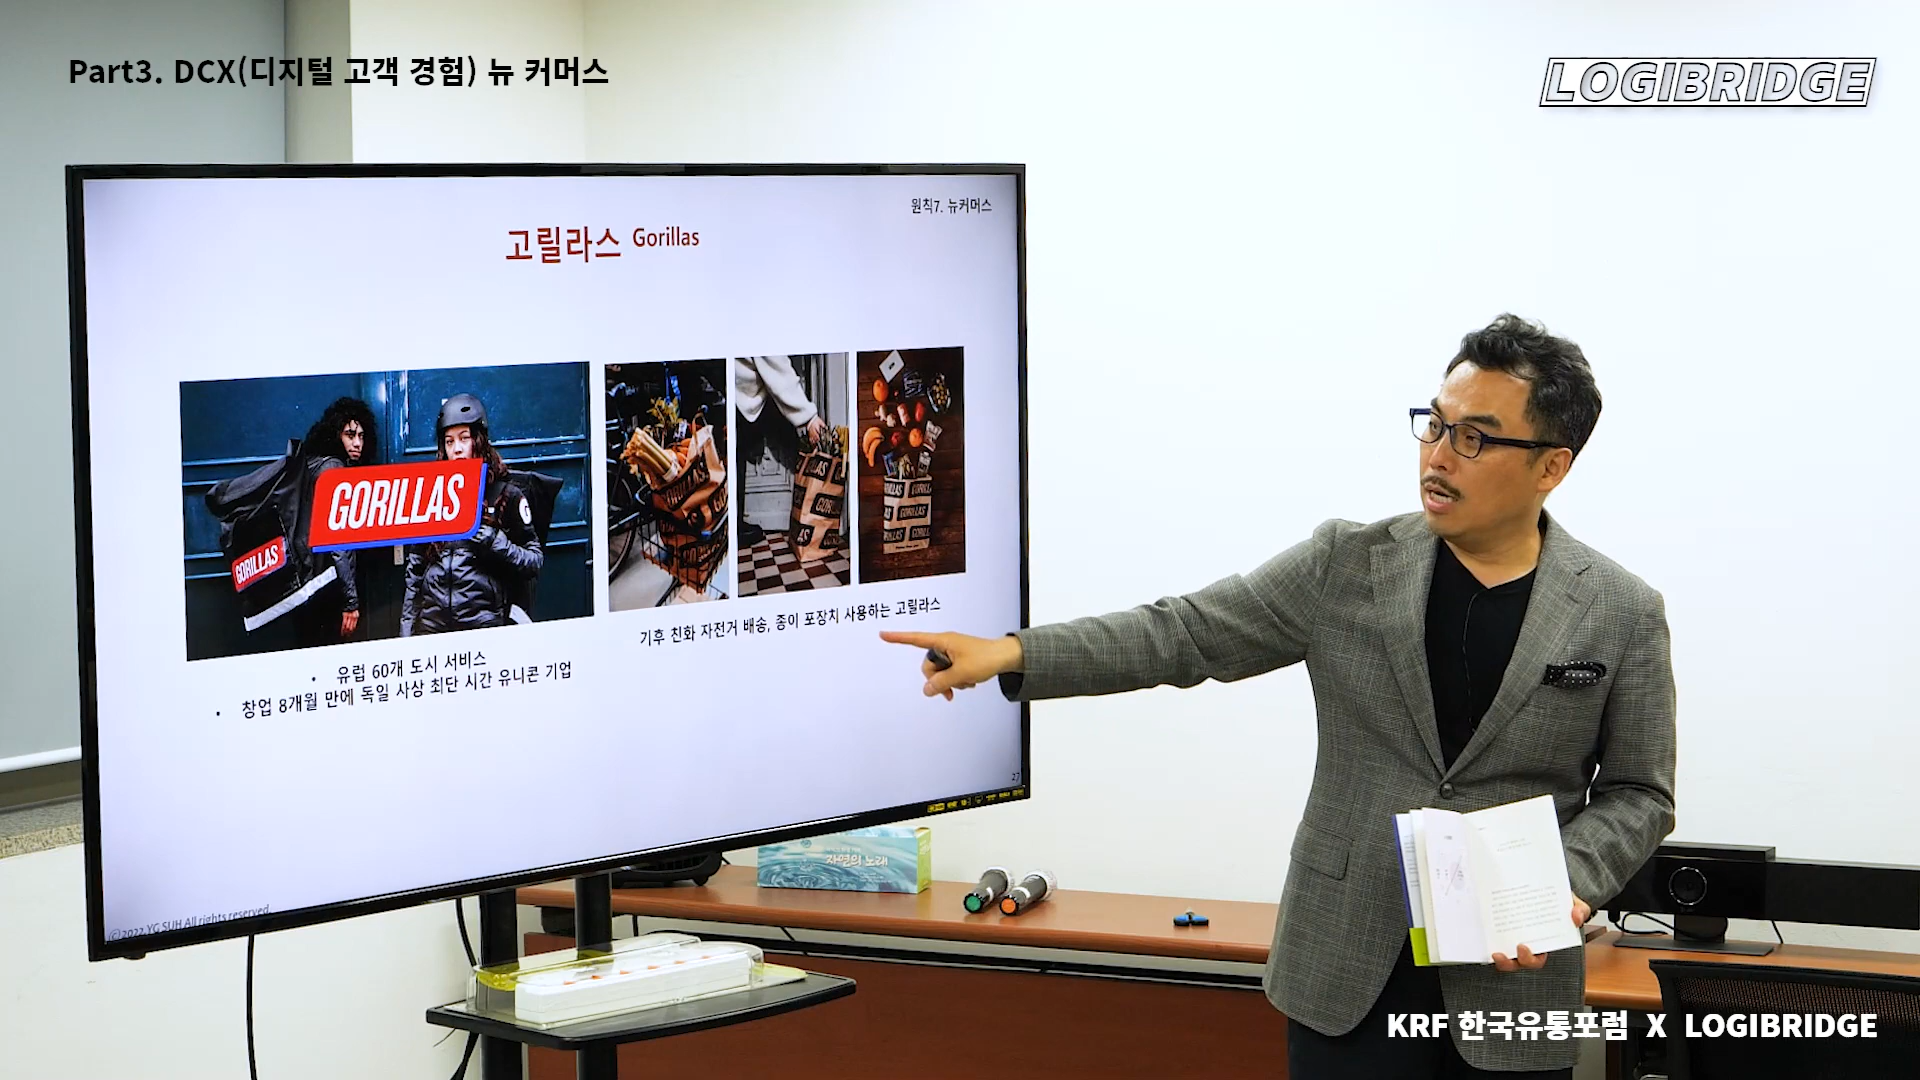 Part3. DCX(디지털 고객 경험) 뉴 커머스
LOGIBRIDGE
원칙7. 뉴커머스
고릴라스 Gorillas
GORILLAS
GORILLAS
• 유럽 60개 도시 서비스
• 창업 8개월 만에 독일 사상 최단 시간 유니콘 기업
기후 친화 자전거 배송, 종이 포장치 사용하는 고릴라스
27
©2022.YG SUH All rights reserved.
자연의 노래
KRF 한국유통포럼 X LOGIBRIDGE